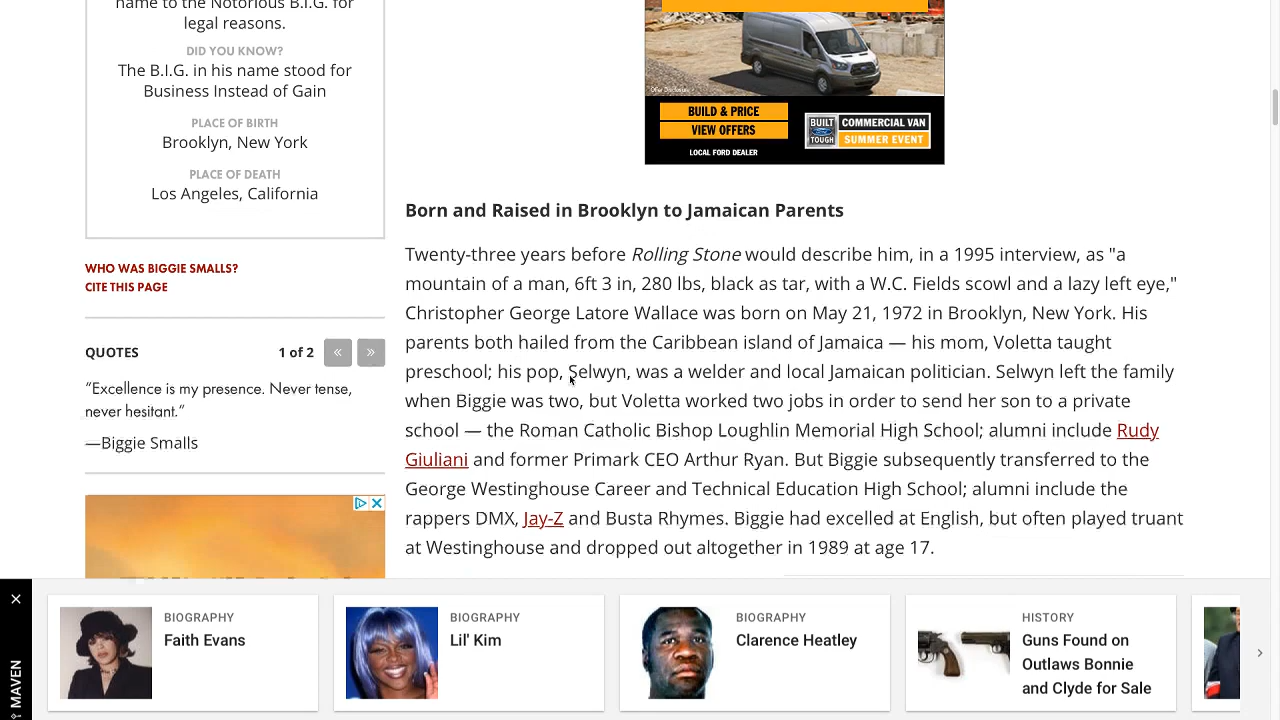 name to the Notorious B.I.G. for
legal reasons.
DID YOU KNOW?
The B.I.G. in his name stood for
Business Instead of Gain
PLACE OF BIRTH
Brooklyn, New York
PLACE OF DEATH
Los Angeles, California
WHO WAS BIGGIE SMALLS?
CITE THIS PAGE
QUOTES 1 of 2 « »
“Excellence is my presence. Never tense,
never hesitant.”
—Biggie Smalls
BUILD & PRICE
VIEW OFFERS
LOCAL FORD DEALER
BUILT
Ford
TOUGH
COMMERCIAL VAN
SUMMER EVENT
Born and Raised in Brooklyn to Jamaican Parents
Twenty-three years before Rolling Stone would describe him, in a 1995 interview, as "a
mountain of a man, 6ft 3 in, 280 lbs, black as tar, with a W.C. Fields scowl and a lazy left eye,"
Christopher George Latore Wallace was born on May 21, 1972 in Brooklyn, New York. His
parents both hailed from the Caribbean island of Jamaica — his mom, Voletta taught
preschool; his pop, Selwyn, was a welder and local Jamaican politician. Selwyn left the family
when Biggie was two, but Voletta worked two jobs in order to send her son to a private
school — the Roman Catholic Bishop Loughlin Memorial High School; alumni include Rudy
Giuliani and former Primark CEO Arthur Ryan. But Biggie subsequently transferred to the
George Westinghouse Career and Technical Education High School; alumni include the
rappers DMX, Jay-Z and Busta Rhymes. Biggie had excelled at English, but often played truant
at Westinghouse and dropped out altogether in 1989 at age 17.
MAVEN
BIOGRAPHY
Faith Evans
BIOGRAPHY
Lil' Kim
BIOGRAPHY
Clarence Heatley
HISTORY
Guns Found on
Outlaws Bonnie
and Clyde for Sale